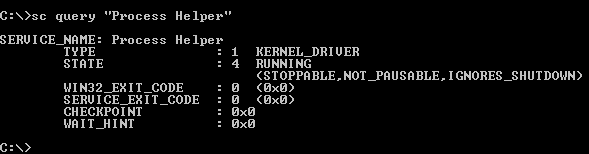 C:\>sc query "Process Helper"
SERVICE_NAME: Process Helper
        TYPE               : 1  KERNEL_DRIVER
        STATE              : 4  RUNNING
                                (STOPPABLE,NOT_PAUSABLE,IGNORES_SHUTDOWN)
        WIN32_EXIT_CODE    : 0  (0x0)
        SERVICE_EXIT_CODE  : 0  (0x0)
        CHECKPOINT         : 0x0
        WAIT_HINT          : 0x0
C:\>